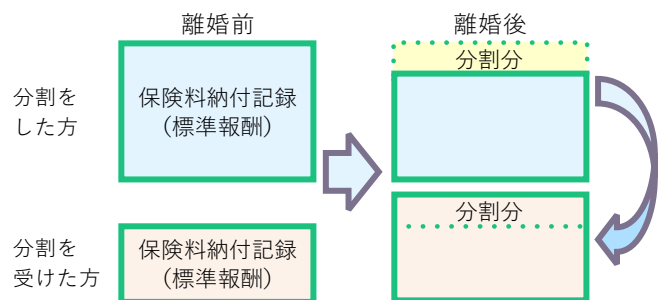 離婚前
離婚後
分割を
した方
保険料納付記録
(標準報酬)
分割分
分割を
受けた方
保険料納付記録
(標準報酬)
分割分